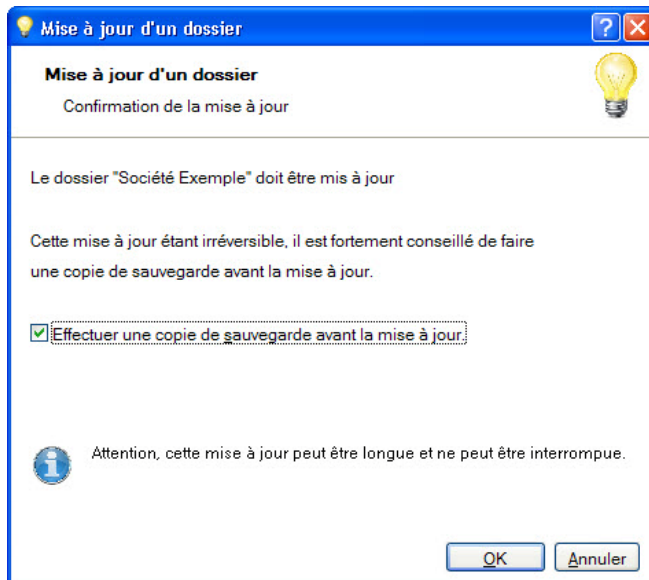 Mise à jour d'un dossier
Mise à jour d'un dossier
Confirmation de la mise à jour
Le dossier "Société Exemple" doit être mis à jour
Cette mise à jour étant irréversible, il est fortement conseillé de faire
une copie de sauvegarde avant la mise à jour.
Effectuer une copie de sauvegarde avant la mise à jour.
Attention, cette mise à jour peut être longue et ne peut être interrompue.
OK Annuler